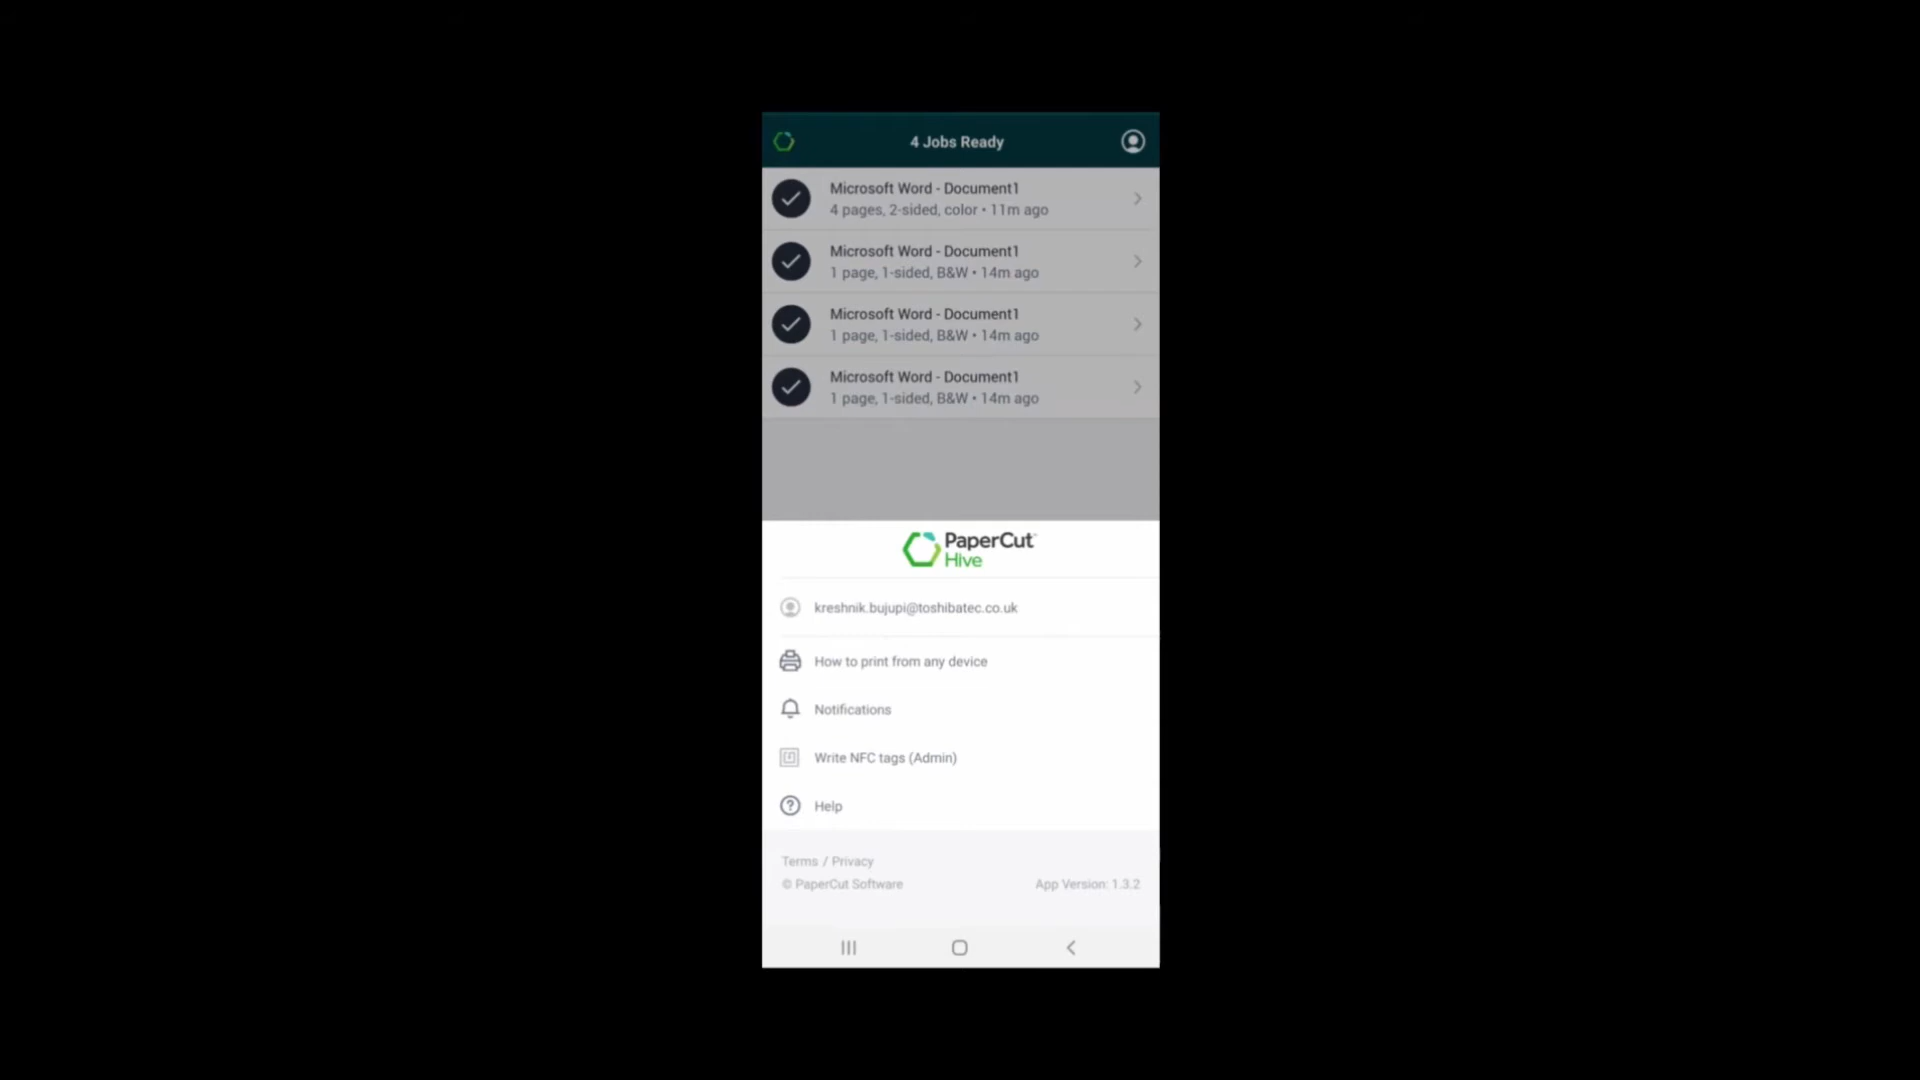 4 Jobs Ready
Microsoft Word - Document1
4 pages, 2-sided, color • 11m ago
Microsoft Word - Document1
1 page, 1-sided, B&W • 14m ago
Microsoft Word - Document1
1 page, 1-sided, B&W • 14m ago
Microsoft Word - Document1
1 page, 1-sided, B&W • 14m ago
PaperCut™
Hive
kreshnik.bujupi@toshibatec.co.uk
How to print from any device
Notifications
Write NFC tags (Admin)
Help
Terms / Privacy
© PaperCut Software
App Version: 1.3.2